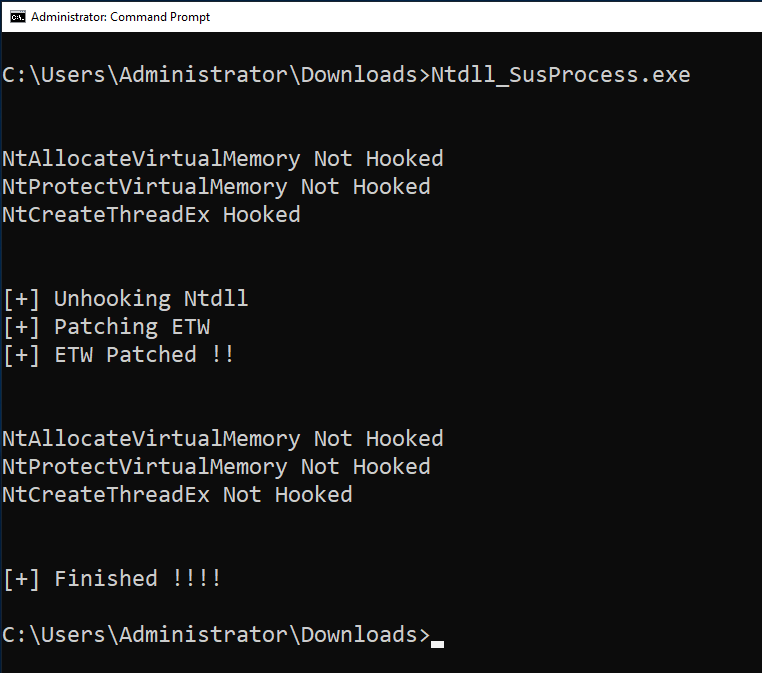 Administrator: Command Prompt
C:\Users\Administrator\Downloads>Ntdll_SusProcess.exe
NtAllocateVirtualMemory Not Hooked
NtProtectVirtualMemory Not Hooked
NtCreateThreadEx Hooked
[+] Unhooking Ntdll
[+] Patching ETW
[+] ETW Patched !!
NtAllocateVirtualMemory Not Hooked
NtProtectVirtualMemory Not Hooked
NtCreateThreadEx Not Hooked
[+] Finished !!!!
C:\Users\Administrator\Downloads>